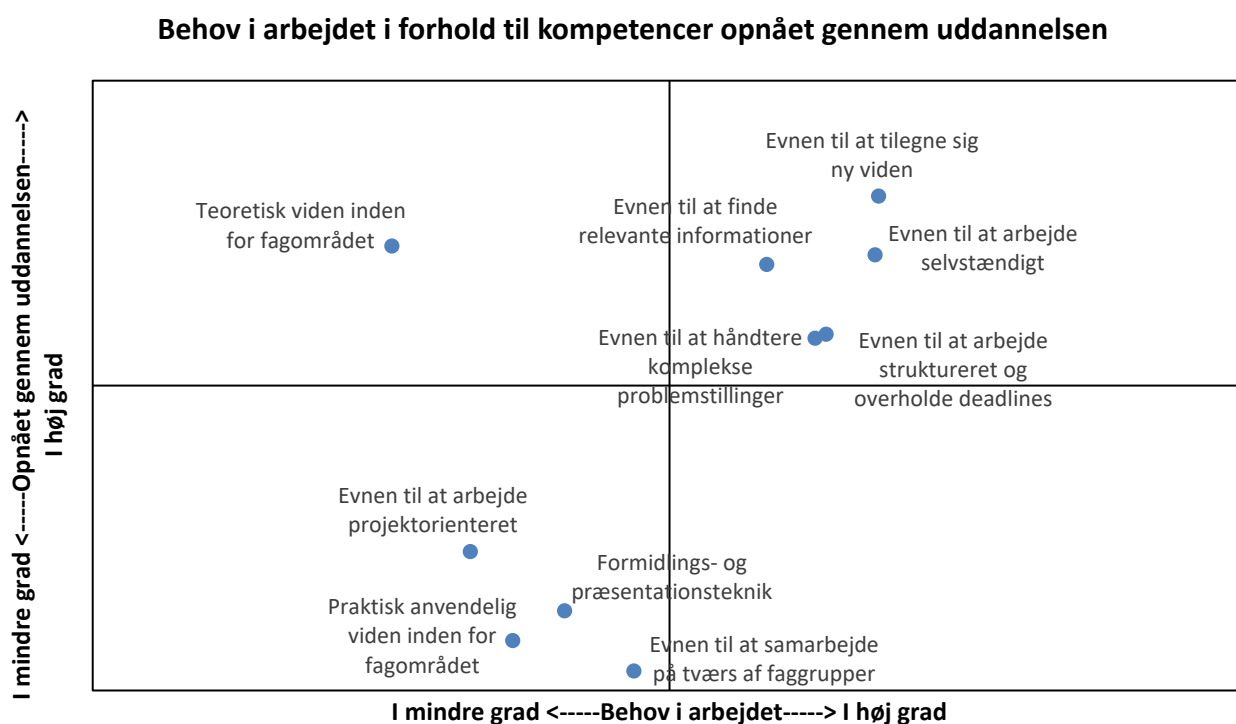 Behov i arbejdet i forhold til kompetencer opnået gennem uddannelsen
I mindre grad <-----Opnået gennem uddannelsen----->
I høj grad
Evnen til at tilegne sig
ny viden
Teoretisk viden inden
for fagområdet
Evnen til at finde
relevante informationer
Evnen til at arbejde
selvstændigt
Evnen til at håndtere
komplekse
problemstillinger
Evnen til at arbejde
struktureret og
overholde deadlines
Evnen til at arbejde
projektorienteret
Formidlings- og
præsentationsteknik
Praktisk anvendelig
viden inden for
fagområdet
Evnen til at samarbejde
på tværs af faggrupper
I mindre grad <-----Behov i arbejdet-----> I høj grad